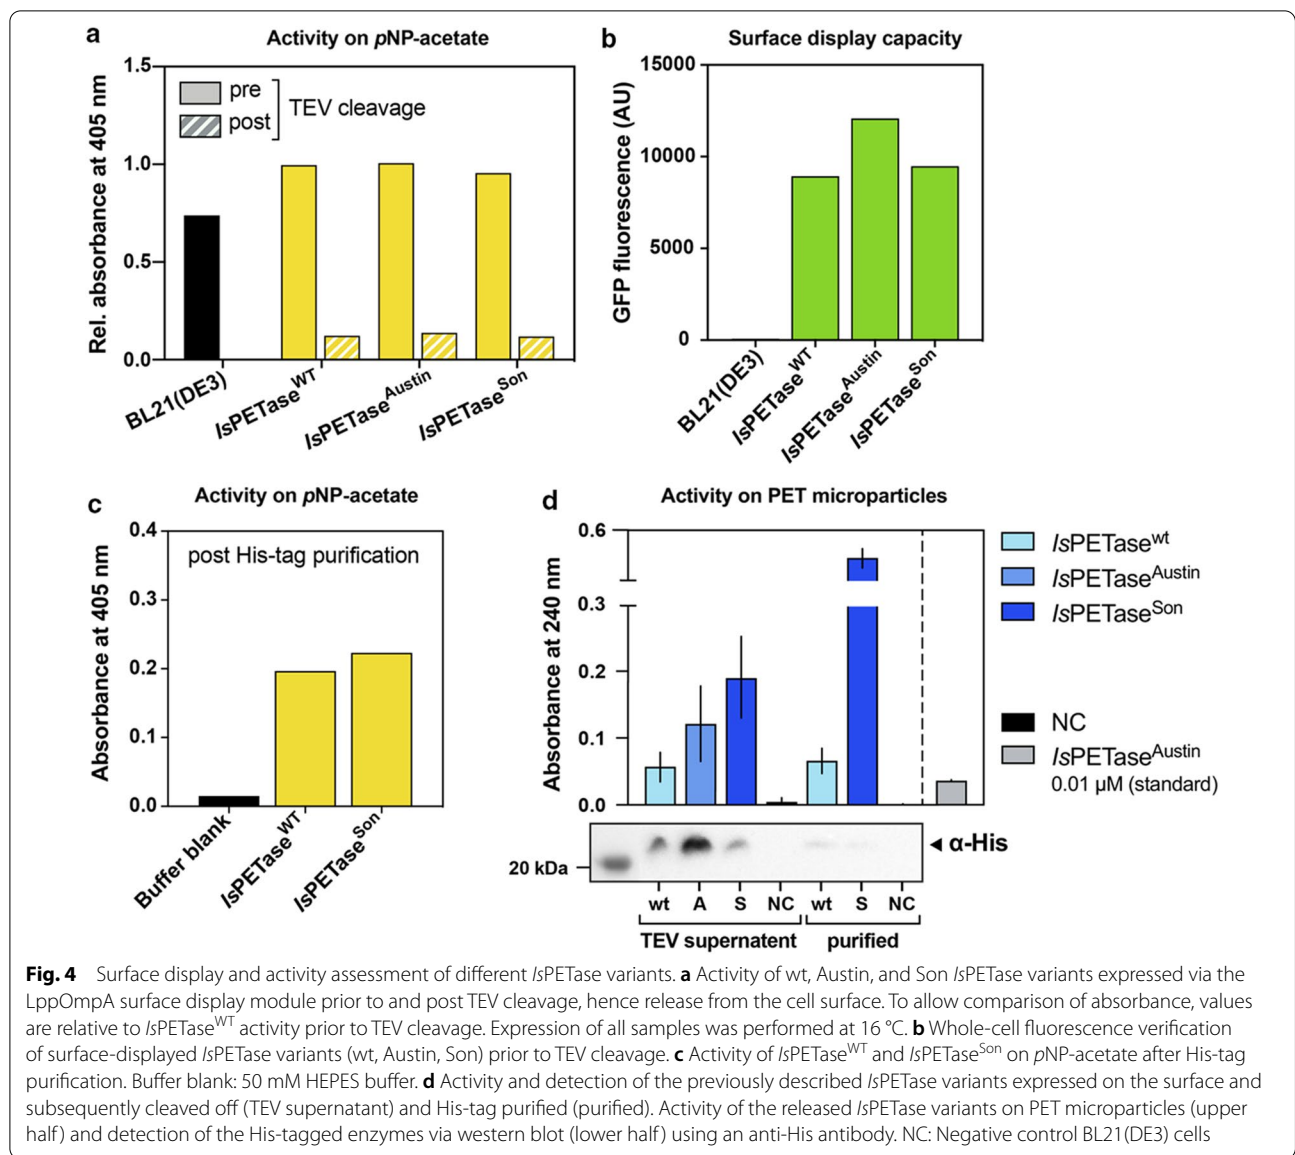 a
Activity on pNP-acetate
Rel. absorbance at 405 nm
1.5
1.0
0.5
0.0
pre
post
TEV cleavage
BL21(DE3)
IsPETase^WT
IsPETase^Austin
IsPETase^Son
b
Surface display capacity
GFP fluorescence (AU)
15000
10000
5000
0
BL21(DE3)
IsPETase^WT
IsPETase^Austin
IsPETase^Son
c
Activity on pNP-acetate
Absorbance at 405 nm
0.4
0.3
0.2
0.1
0.0
post His-tag purification
Buffer blank
IsPETase^WT
IsPETase^Son
d
Activity on PET microparticles
Absorbance at 240 nm
0.6
0.3
0.2
0.1
0.0
IsPETase^wt
IsPETase^Austin
IsPETase^Son
NC
IsPETase^Austin
0.01 µM (standard)
20 kDa
◄ α-His
wt A S NC wt S NC
TEV supernatent purified
Fig. 4 Surface display and activity assessment of different IsPETase variants. a Activity of wt, Austin, and Son IsPETase variants expressed via the
LppOmpA surface display module prior to and post TEV cleavage, hence release from the cell surface. To allow comparison of absorbance, values
are relative to IsPETase^WT activity prior to TEV cleavage. Expression of all samples was performed at 16 °C. b Whole-cell fluorescence verification
of surface-displayed IsPETase variants (wt, Austin, Son) prior to TEV cleavage. c Activity of IsPETase^WT and IsPETase^Son on pNP-acetate after His-tag
purification. Buffer blank: 50 mM HEPES buffer. d Activity and detection of the previously described IsPETase variants expressed on the surface and
subsequently cleaved off (TEV supernatant) and His-tag purified (purified). Activity of the released IsPETase variants on PET microparticles (upper
half) and detection of the His-tagged enzymes via western blot (lower half) using an anti-His antibody. NC: Negative control BL21(DE3) cells